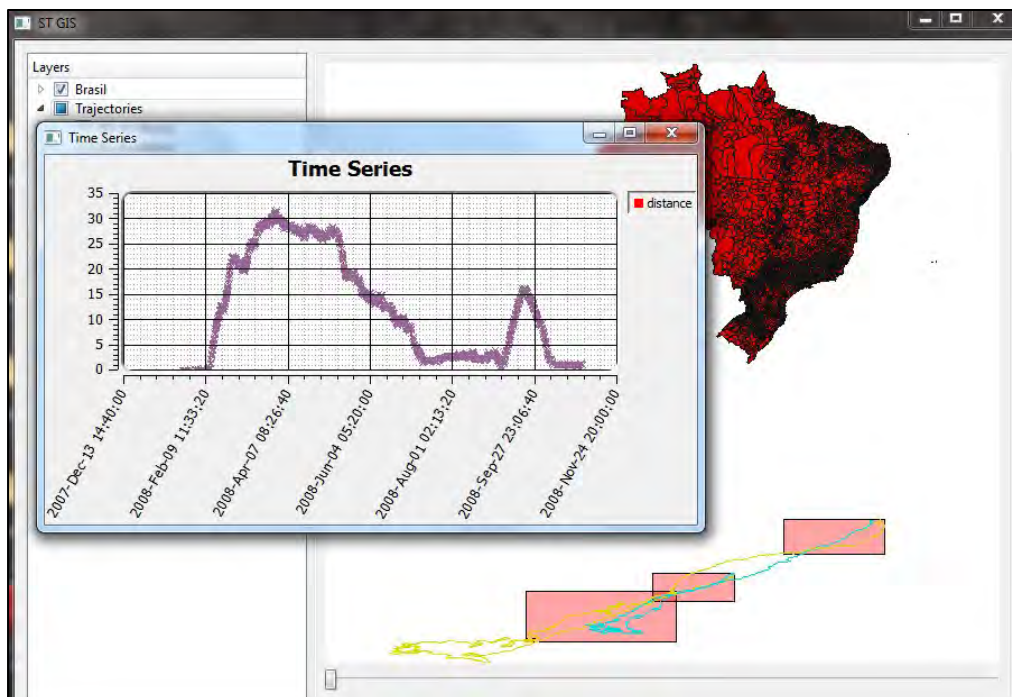 ST GIS
Layers
Brasil
Trajectories
Time Series
Time Series
35
30
25
20
15
10
5
0
distance
2007-Dec-13 14:40:00
2008-Feb-09 11:33:20
2008-Apr-07 08:26:40
2008-Jun-04 05:20:00
2008-Aug-01 02:13:20
2008-Sep-27 23:06:40
2008-Nov-24 20:00:00